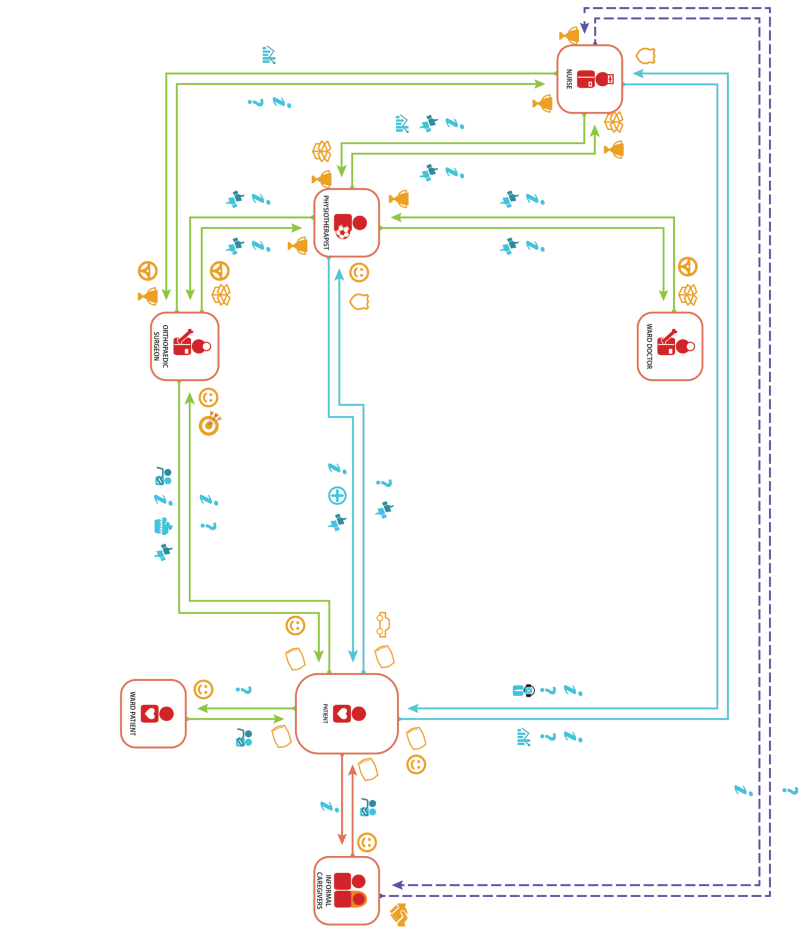 NURSE
PHYSIOTHERAPIST
ORTHOPAEDIC
SURGEON
WARD DOCTOR
WARD PATIENT
PATIENT
INFORMAL
CAREGIVERS
i
?
i
i
i
i
i
i
i
i
?
i
i
?
?
i
?
i
?
i
i
?